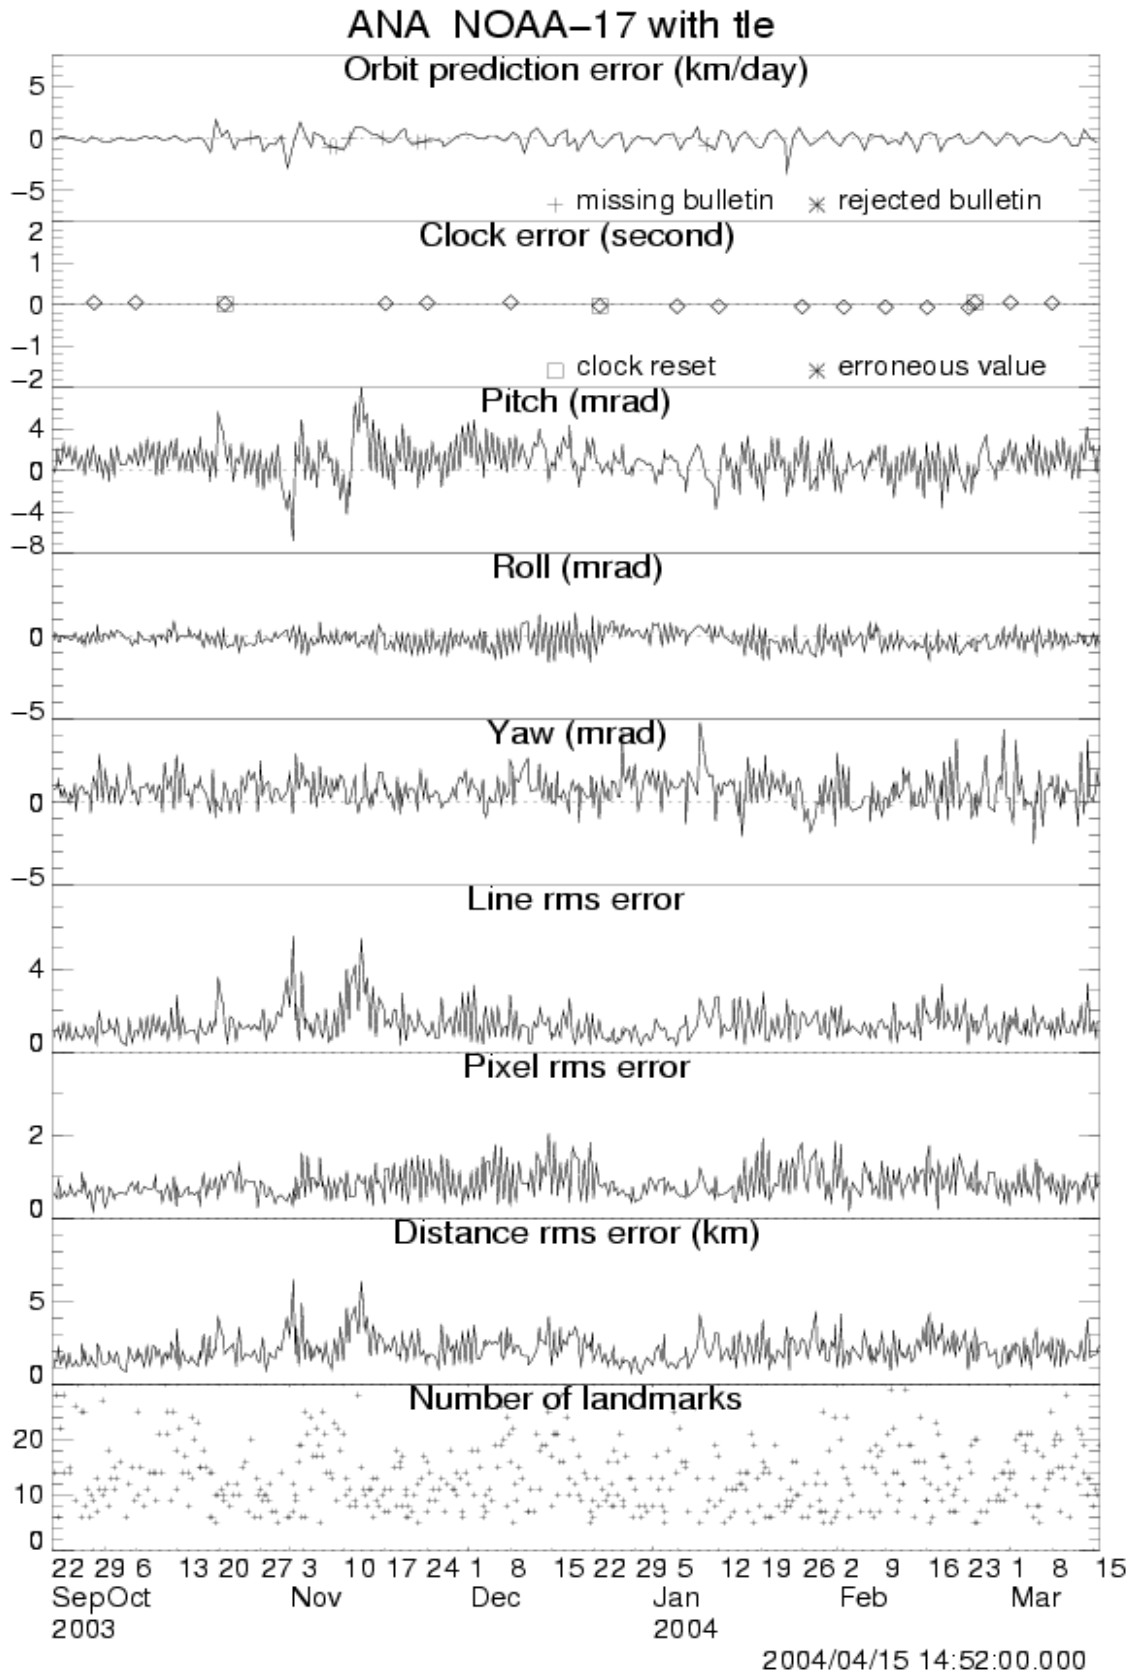 ANA NOAA-17 with tle
Orbit prediction error (km/day)
5
0
-5
+ missing bulletin ✳ rejected bulletin
Clock error (second)
2
1
0
-1
-2
□ clock reset ✳ erroneous value
Pitch (mrad)
4
0
-4
-8
Roll (mrad)
0
-5
Yaw (mrad)
0
-5
Line rms error
4
0
Pixel rms error
2
0
Distance rms error (km)
5
0
Number of landmarks
20
10
0
22 29 6 13 20 27 3 10 17 24 1 8 15 22 29 5 12 19 26 2 9 16 23 1 8 15
Sep Oct Nov Dec Jan Feb Mar
2003 2004
2004/04/15 14:52:00.000